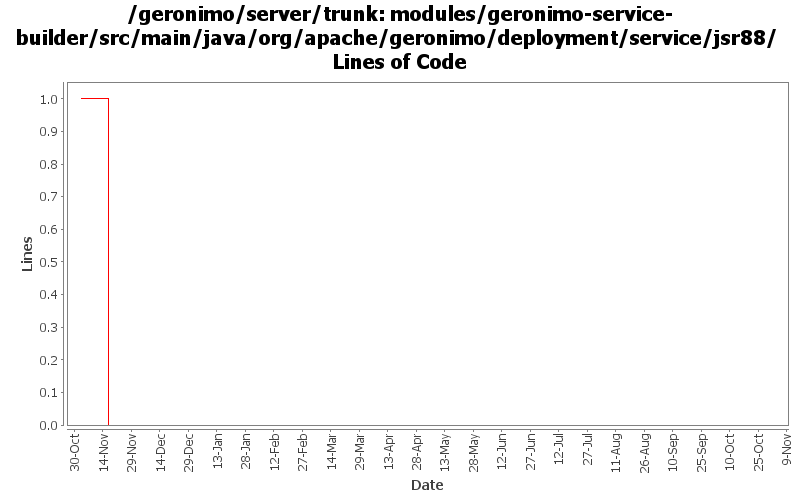 /geronimo/server/trunk: modules/geronimo-service-
builder/src/main/java/org/apache/geronimo/deployment/service/jsr88/
Lines of Code
1.0
0.9
0.8
0.7
0.6
0.5
0.4
0.3
0.2
0.1
0.0
Lines
30-Oct
14-Nov
29-Nov
14-Dec
29-Dec
13-Jan
28-Jan
12-Feb
27-Feb
14-Mar
29-Mar
13-Apr
28-Apr
13-May
28-May
12-Jun
27-Jun
12-Jul
27-Jul
11-Aug
26-Aug
10-Sep
25-Sep
10-Oct
25-Oct
9-Nov
Date